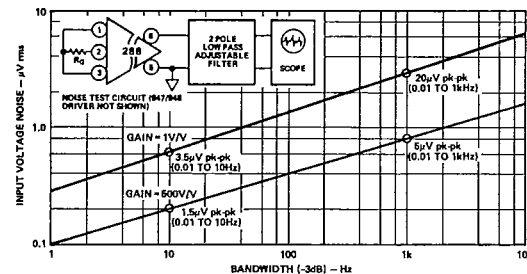 10
1.0
0.1
INPUT VOLTAGE NOISE – μV rms
1
2
3
RG
288
6
5
2 POLE
LOW PASS
ADJUSTABLE
FILTER
SCOPE
NOISE TEST CIRCUIT (947/948
DRIVER NOT SHOWN)
GAIN = 1V/V
3.5μV pk-pk
(0.01 TO 10Hz)
20μV pk-pk
(0.01 TO 1kHz)
GAIN = 500V/V
1.5μV pk-pk
(0.01 TO 10Hz)
5μV pk-pk
(0.01 TO 1kHz)
1
10
100
1k
10k
BANDWIDTH (–3dB) – Hz